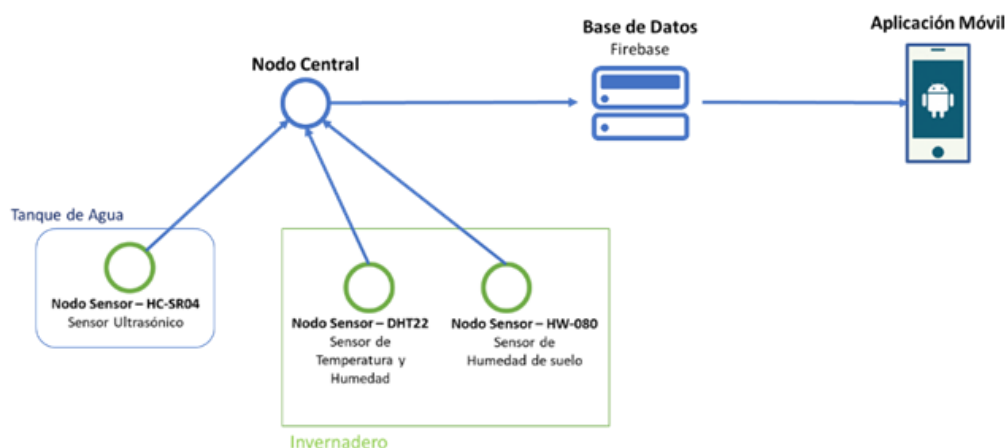 Aplicación Móvil
Base de Datos
Firebase
Nodo Central
Tanque de Agua
Nodo Sensor – HC-SR04
Sensor Ultrasónico
Nodo Sensor – DHT22
Sensor de
Temperatura y
Humedad
Nodo Sensor – HW-080
Sensor de
Humedad de suelo
Invernadero